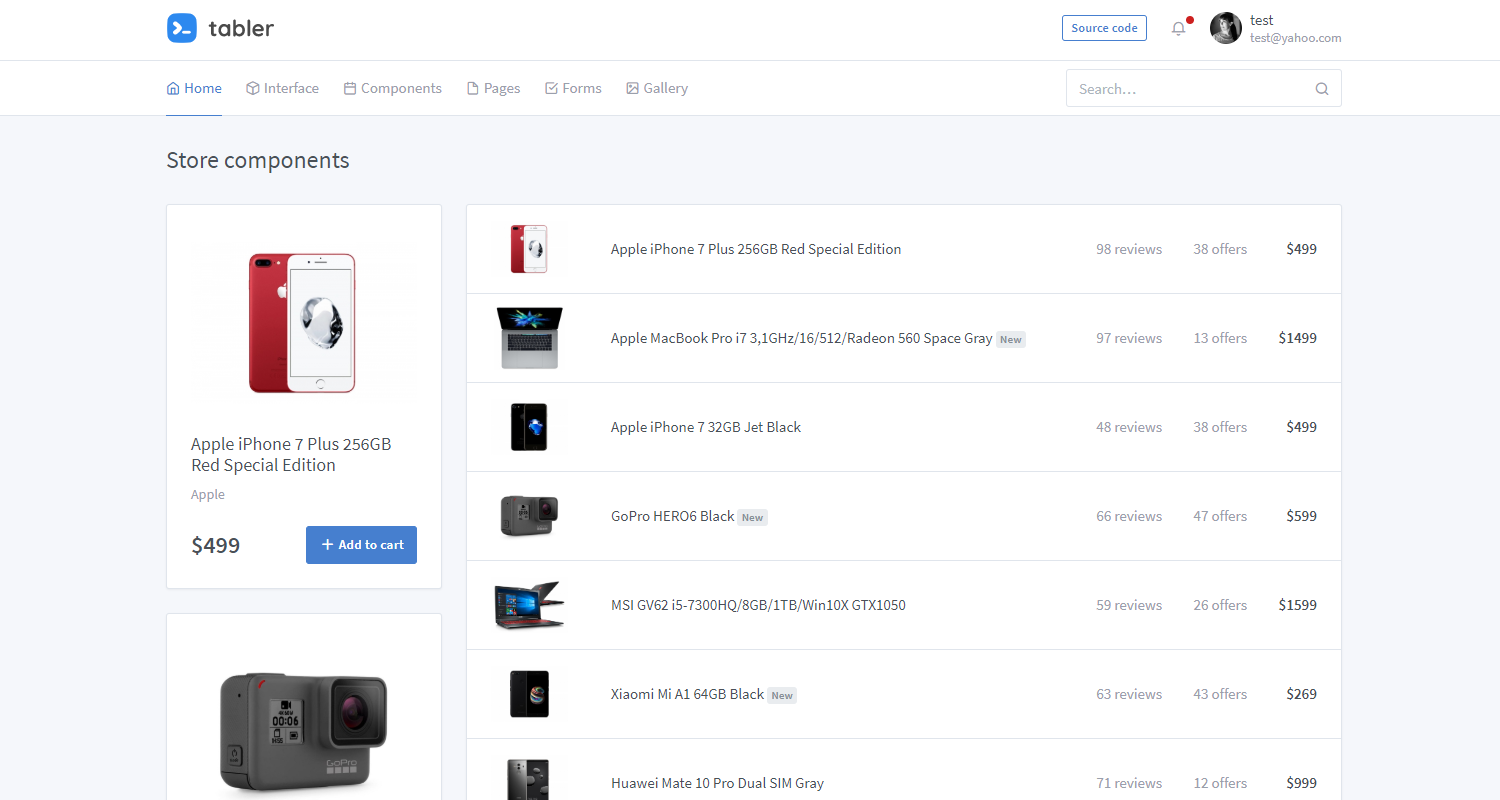 tabler
Source code
test
test@yahoo.com
Home
Interface
Components
Pages
Forms
Gallery
Search…
Store components
Apple iPhone 7 Plus 256GB
Red Special Edition
Apple
$499
Add to cart
GoPro
00:06
Apple iPhone 7 Plus 256GB Red Special Edition 98 reviews 38 offers $499
Apple MacBook Pro i7 3,1GHz/16/512/Radeon 560 Space Gray New 97 reviews 13 offers $1499
Apple iPhone 7 32GB Jet Black 48 reviews 38 offers $499
GoPro HERO6 Black New 66 reviews 47 offers $599
MSI GV62 i5-7300HQ/8GB/1TB/Win10X GTX1050 59 reviews 26 offers $1599
Xiaomi Mi A1 64GB Black New 63 reviews 43 offers $269
Huawei Mate 10 Pro Dual SIM Gray 71 reviews 12 offers $999